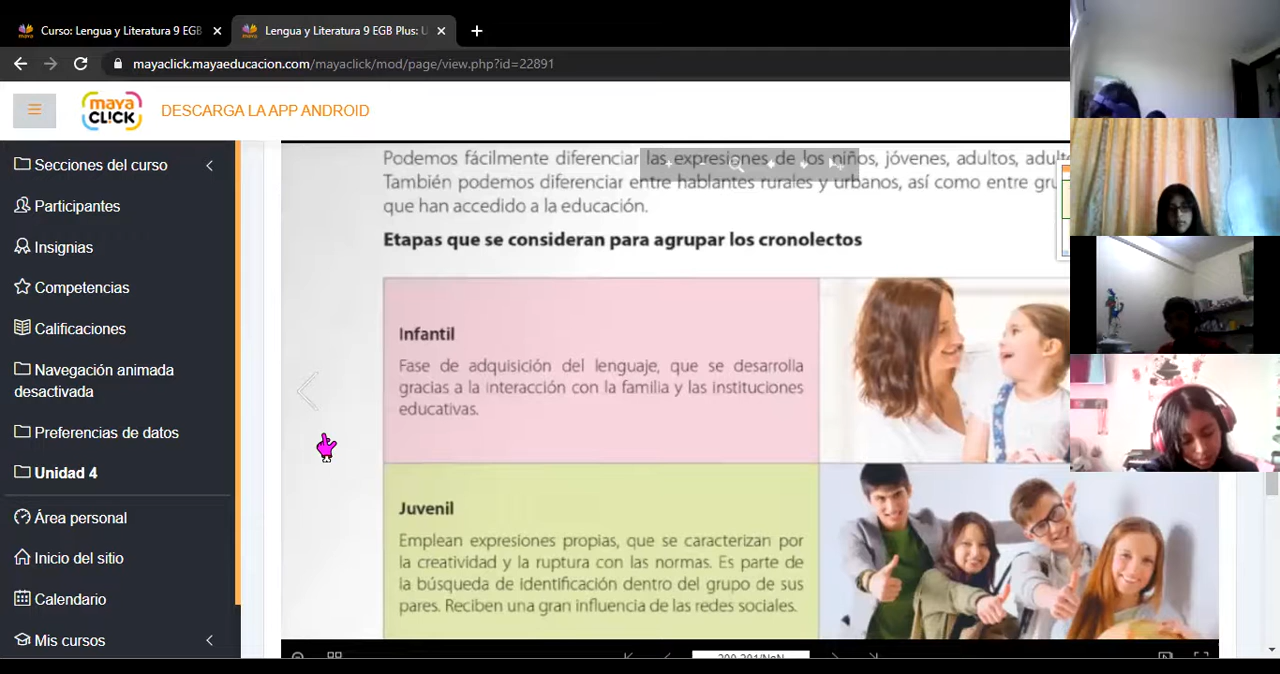 Curso: Lengua y Literatura 9 EGB
Lengua y Literatura 9 EGB Plus: U
mayaclick.mayaeducacion.com/mayaclick/mod/page/view.php?id=22891
maya
CL!CK
DESCARGA LA APP ANDROID
Secciones del curso
Participantes
Insignias
Competencias
Calificaciones
Navegación animada
desactivada
Preferencias de datos
Unidad 4
Área personal
Inicio del sitio
Calendario
Mis cursos
Podemos fácilmente diferenciar las expresiones de los niños, jóvenes, adultos,
También podemos diferenciar entre hablantes rurales y urbanos, así como entre
que han accedido a la educación.
Etapas que se consideran para agrupar los cronolectos
Infantil
Fase de adquisición del lenguaje, que se desarrolla
gracias a la interacción con la familia y las instituciones
educativas.
Juvenil
Emplean expresiones propias, que se caracterizan por
la creatividad y la ruptura con las normas. Es parte de
la búsqueda de identificación dentro del grupo de sus
pares. Reciben una gran influencia de las redes sociales.